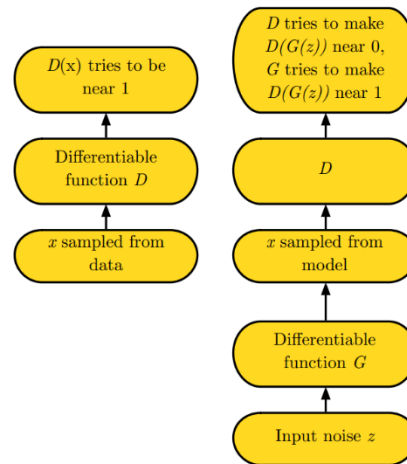 D(x) tries to be
near 1
Differentiable
function D
x sampled from
data
D tries to make
D(G(z)) near 0,
G tries to make
D(G(z)) near 1
D
x sampled from
model
Differentiable
function G
Input noise z